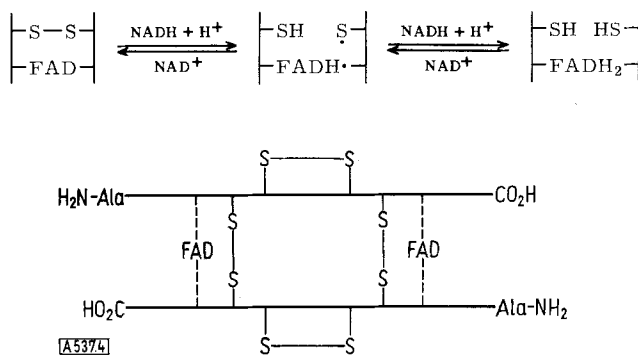 S—S NADH + H⁺ SH S• NADH + H⁺ SH HS
FAD NAD⁺ FADH• NAD⁺ FADH₂
S S
H₂N-Ala CO₂H
S S
FAD FAD
S S
HO₂C Ala-NH₂
S S
A537.4